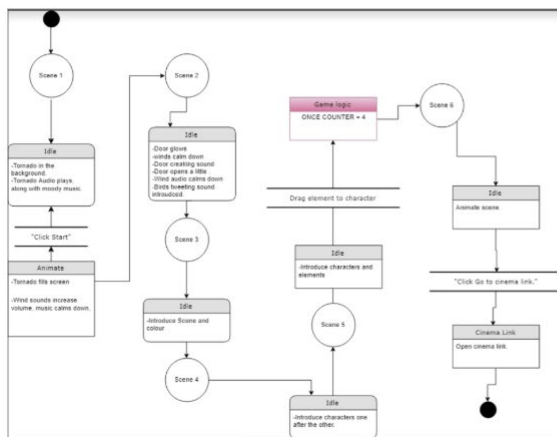 Scene 1
Idle
-Tornado in the
background.
-Tornado Audio plays,
along with moody music.
"Click Start"
Animate
-Tornado fills screen
-Wind sounds increase
volume, music calms down.
Scene 2
Idle
-Door glows
-winds calm down
-Door creaking sound
-Door opens a little
-Wind audio calms down
-Birds tweeting sound
introudced.
Scene 3
Idle
-Introduce Scene and
colour
Scene 4
Idle
-Introduce characters one
after the other.
Scene 5
Idle
-Introduce characters and
elements
Drag element to character
Game logic
ONCE COUNTER = 4
Scene 6
Idle
Animate scene.
"Click Go to cinema link."
Cinema Link
Open cinema link.